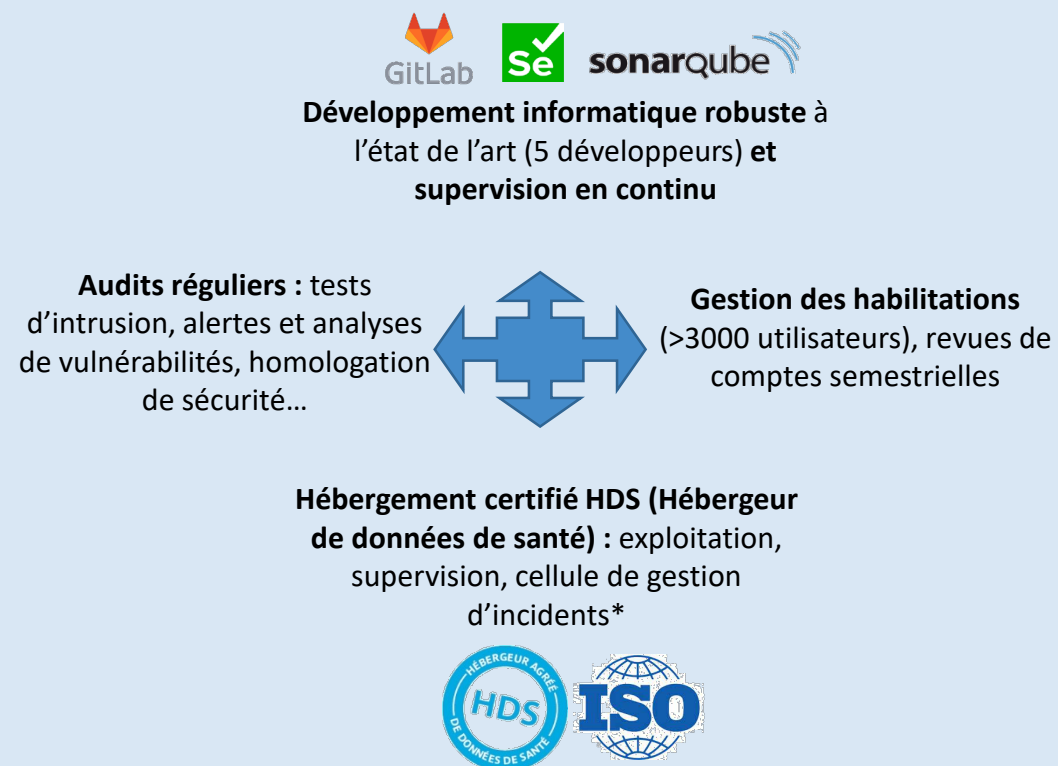 GitLab
Se
sonarqube
Développement informatique robuste à
l’état de l’art (5 développeurs) et
supervision en continu
Audits réguliers : tests
d’intrusion, alertes et analyses
de vulnérabilités, homologation
de sécurité…
Gestion des habilitations
(>3000 utilisateurs), revues de
comptes semestrielles
Hébergement certifié HDS (Hébergeur
de données de santé) : exploitation,
supervision, cellule de gestion
d’incidents*
HÉBERGEUR AGRÉÉ
HDS
DE DONNÉES DE SANTÉ
ISO